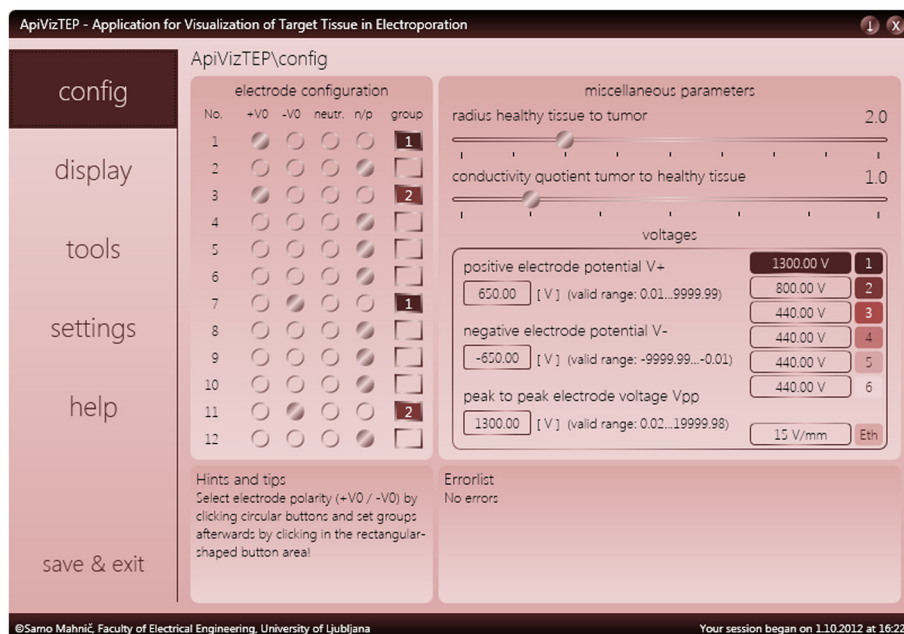 ApiVizTEP - Application for Visualization of Target Tissue in Electroporation
X
config
display
tools
settings
help
save & exit
ApiVizTEP\config
electrode configuration
No. +V0 -V0 neutr. n/p group
1 1
2
3 2
4
5
6
7 1
8
9
10
11 2
12
miscellaneous parameters
radius healthy tissue to tumor 2.0
conductivity quotient tumor to healthy tissue 1.0
voltages
positive electrode potential V+
650.00 [ V ] (valid range: 0.01...9999.99)
negative electrode potential V-
-650.00 [ V ] (valid range: -9999.99...-0.01)
peak to peak electrode voltage Vpp
1300.00 [ V ] (valid range: 0.02...19999.98)
1300.00 V 1
800.00 V 2
440.00 V 3
440.00 V 4
440.00 V 5
440.00 V 6
15 V/mm Eth
Hints and tips
Select electrode polarity (+V0 / -V0) by
clicking circular buttons and set groups
afterwards by clicking in the rectangular-
shaped button area!
Errorlist
No errors
©Samo Mahnič, Faculty of Electrical Engineering, University of Ljubljana
Your session began on 1.10.2012 at 16:22